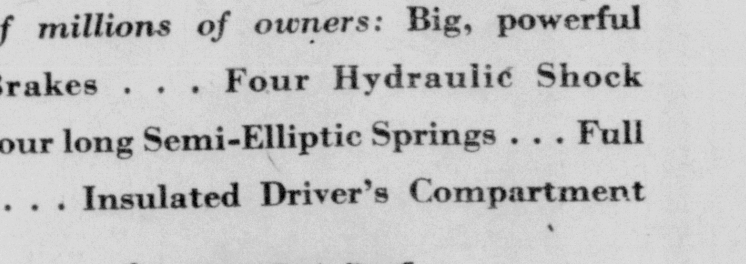 f millions of owners: Big, powerful
Brakes . . . Four Hydraulic Shock
our long Semi-Elliptic Springs . . . Full
. . . Insulated Driver's Compartment